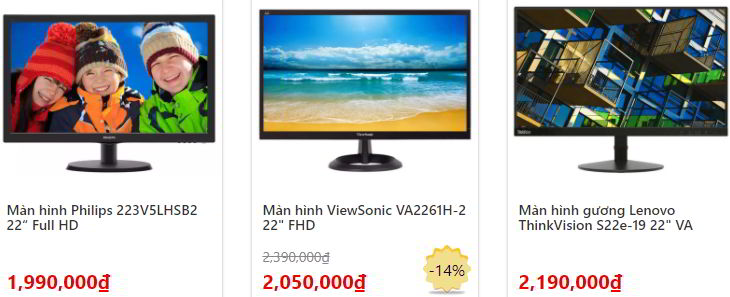 Màn hình Philips 223V5LHSB2
22“ Full HD
1,990,000₫
ViewSonic
Màn hình ViewSonic VA2261H-2
22" FHD
2,390,000₫
2,050,000₫
-14%
Màn hình gương Lenovo
ThinkVision S22e-19 22" VA
2,190,000₫